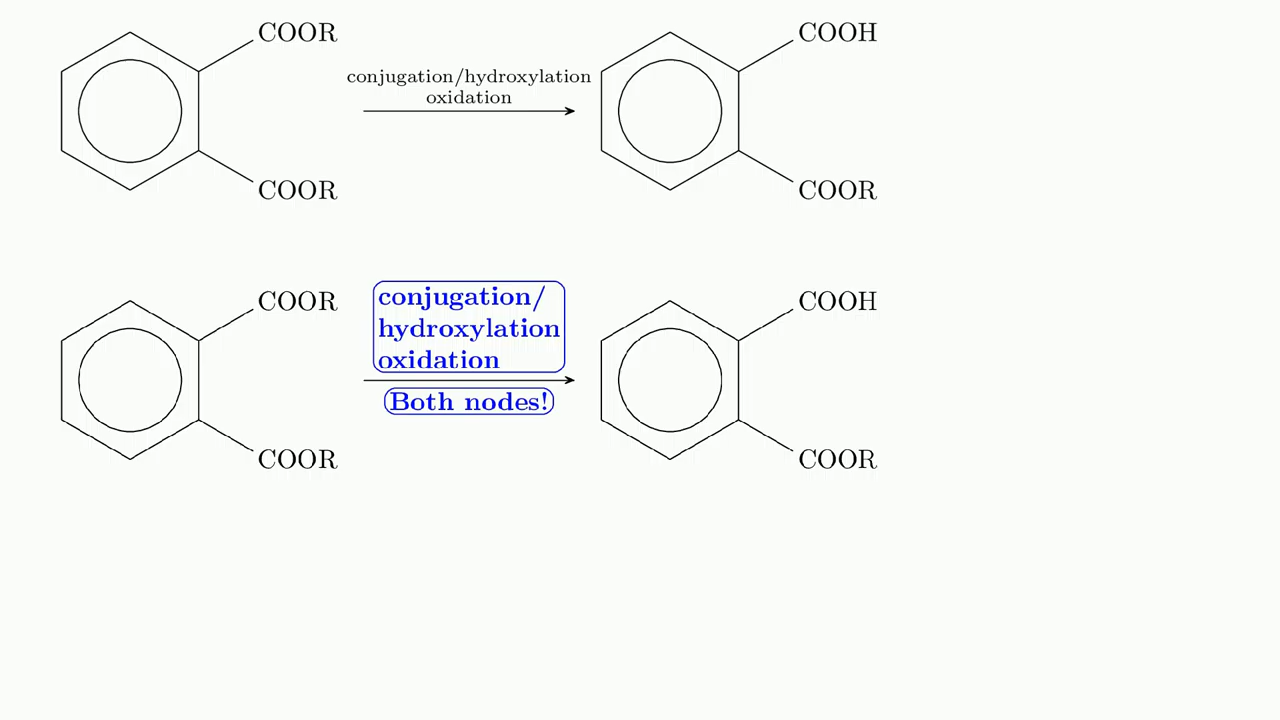 COOR
COOH
conjugation/hydroxylation
oxidation
COOR
COOR
COOR
COOH
conjugation/
hydroxylation
oxidation
Both nodes!
COOR
COOR